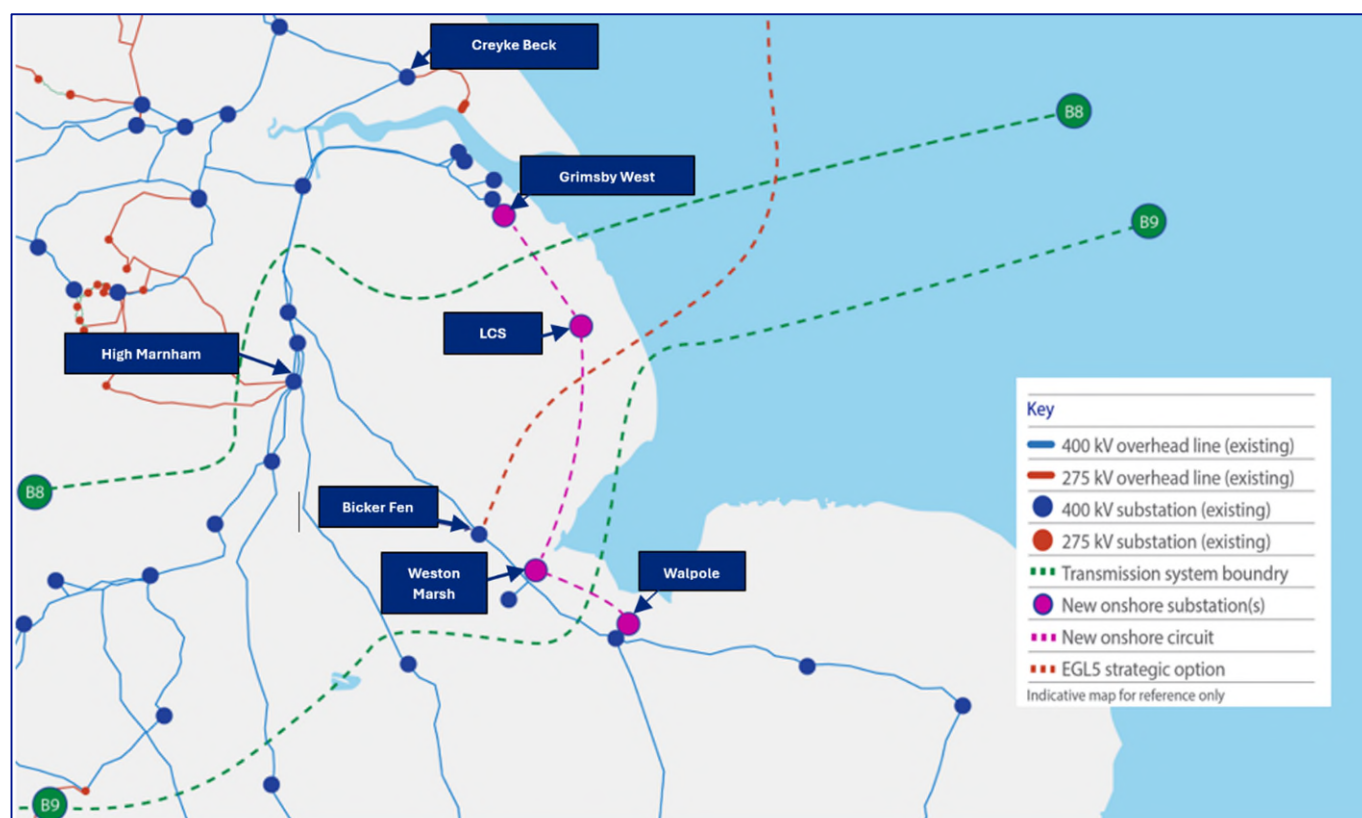 Creyke Beck
B8
Grimsby West
B9
LCS
High Marnham
B8
Bicker Fen
Weston
Marsh
Walpole
B9
Key
400 kV overhead line (existing)
275 kV overhead line (existing)
400 kV substation (existing)
275 kV substation (existing)
Transmission system boundry
New onshore substation(s)
New onshore circuit
EGL5 strategic option
Indicative map for reference only